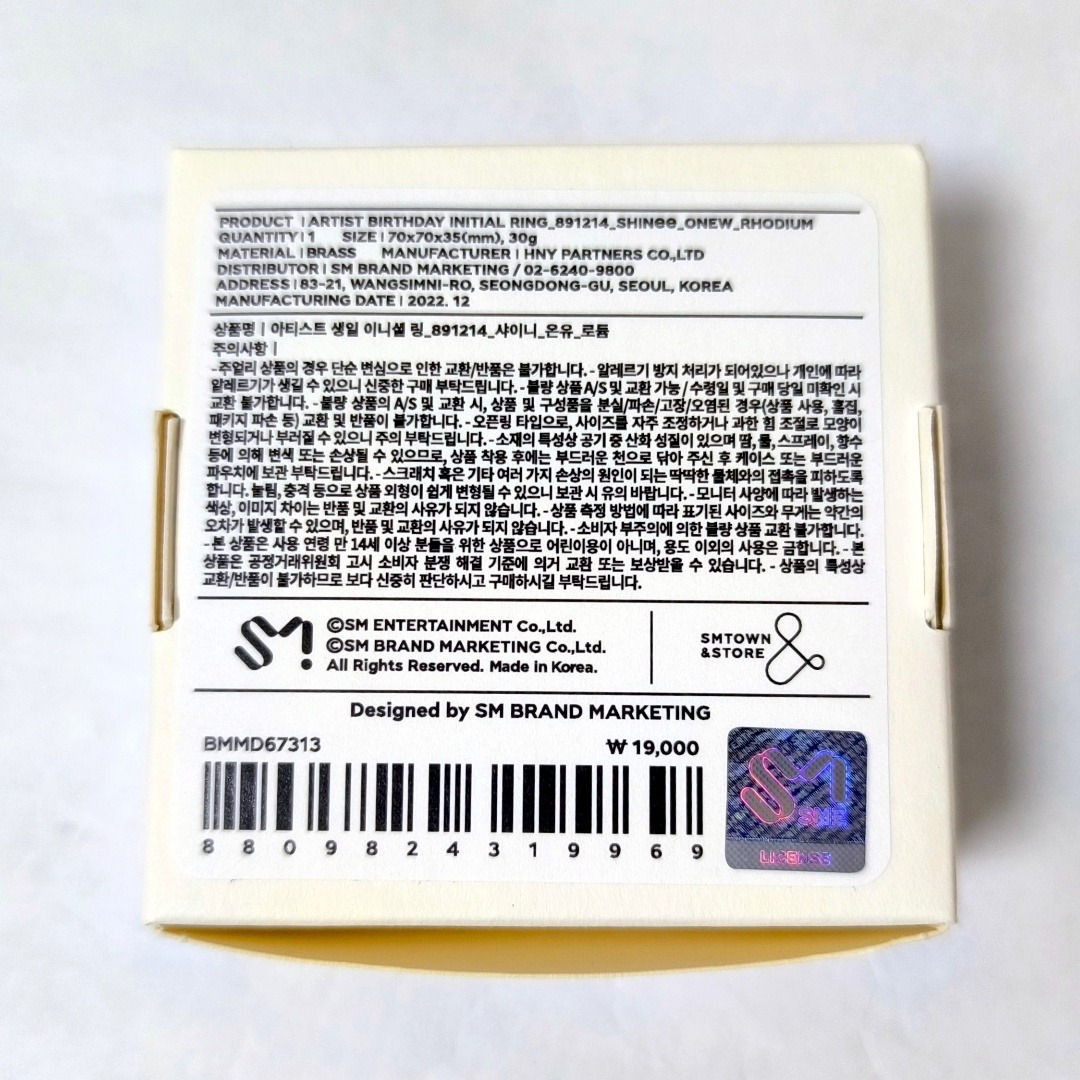 PRODUCT | ARTIST BIRTHDAY INITIAL RING_891214_SHINee_ONEW_RHODIUM
QUANTITY | 1 SIZE | 70x70x35(mm), 30g
MATERIAL | BRASS MANUFACTURER | HNY PARTNERS CO.,LTD
DISTRIBUTOR | SM BRAND MARKETING / 02-6240-9800
ADDRESS | 83-21, WANGSIMNI-RO, SEONGDONG-GU, SEOUL, KOREA
MANUFACTURING DATE | 2022. 12
상품명 | 아티스트 생일 이니셜 링_891214_샤이니_온유_로듐
주의사항 |
-주얼리 상품의 경우 단순 변심으로 인한 교환/반품은 불가합니다. - 알레르기 방지 처리가 되어있으나 개인에 따라
알레르기가 생길 수 있으니 신중한 구매 부탁드립니다. - 불량 상품 A/S 및 교환 가능 / 수령일 및 구매 당일 미확인 시
교환 불가합니다. - 불량 상품의 A/S 및 교환 시, 상품 및 구성품을 분실/파손/고장/오염된 경우(상품 사용, 흠집,
패키지 파손 등) 교환 및 반품이 불가합니다. - 오픈링 타입으로, 사이즈를 자주 조정하거나 과한 힘 조절로 모양이
변형되거나 부러질 수 있으니 주의 부탁드립니다. - 소재의 특성상 공기 중 산화 성질이 있으며 땀, 물, 스프레이, 향수
등에 의해 변색 또는 손상될 수 있으므로, 상품 착용 후에는 부드러운 천으로 닦아 주신 후 케이스 또는 부드러운
파우치에 보관 부탁드립니다. - 스크래치 혹은 기타 여러 가지 손상의 원인이 되는 딱딱한 물체와의 접촉을 피하도록
합니다. 눌림, 충격 등으로 상품 외형이 쉽게 변형될 수 있으니 보관 시 유의 바랍니다. - 모니터 사양에 따라 발생하는
색상, 이미지 차이는 반품 및 교환의 사유가 되지 않습니다. - 상품 측정 방법에 따라 표기된 사이즈와 무게는 약간의
오차가 발생할 수 있으며, 반품 및 교환의 사유가 되지 않습니다. - 소비자 부주의에 의한 불량 상품 교환 불가합니다.
- 본 상품은 사용 연령 만 14세 이상 분들을 위한 상품으로 어린이용이 아니며, 용도 이외의 사용은 금합니다. - 본
상품은 공정거래위원회 고시 소비자 분쟁 해결 기준에 의거 교환 또는 보상받을 수 있습니다. - 상품의 특성상
교환/반품이 불가하므로 보다 신중히 판단하시고 구매하시길 부탁드립니다.
SM!
©SM ENTERTAINMENT Co.,Ltd.
©SM BRAND MARKETING Co.,Ltd.
All Rights Reserved. Made in Korea.
SMTOWN
&STORE
&
Designed by SM BRAND MARKETING
BMMD67313 ₩ 19,000
8 809824 319969
SM
SME
LICENSE